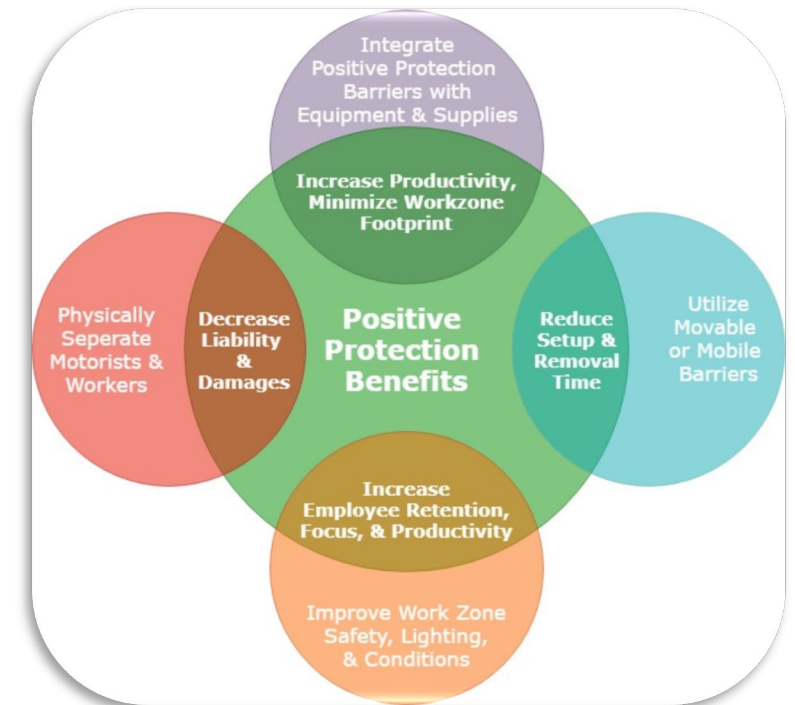 Integrate
Positive Protection
Barriers with
Equipment & Supplies
Increase Productivity,
Minimize Workzone
Footprint
Physically
Seperate
Motorists &
Workers
Decrease
Liability
&
Damages
Positive
Protection
Benefits
Reduce
Setup &
Removal
Time
Utilize
Movable
or Mobile
Barriers
Increase
Employee Retention,
Focus, & Productivity
Improve Work Zone
Safety, Lighting,
& Conditions